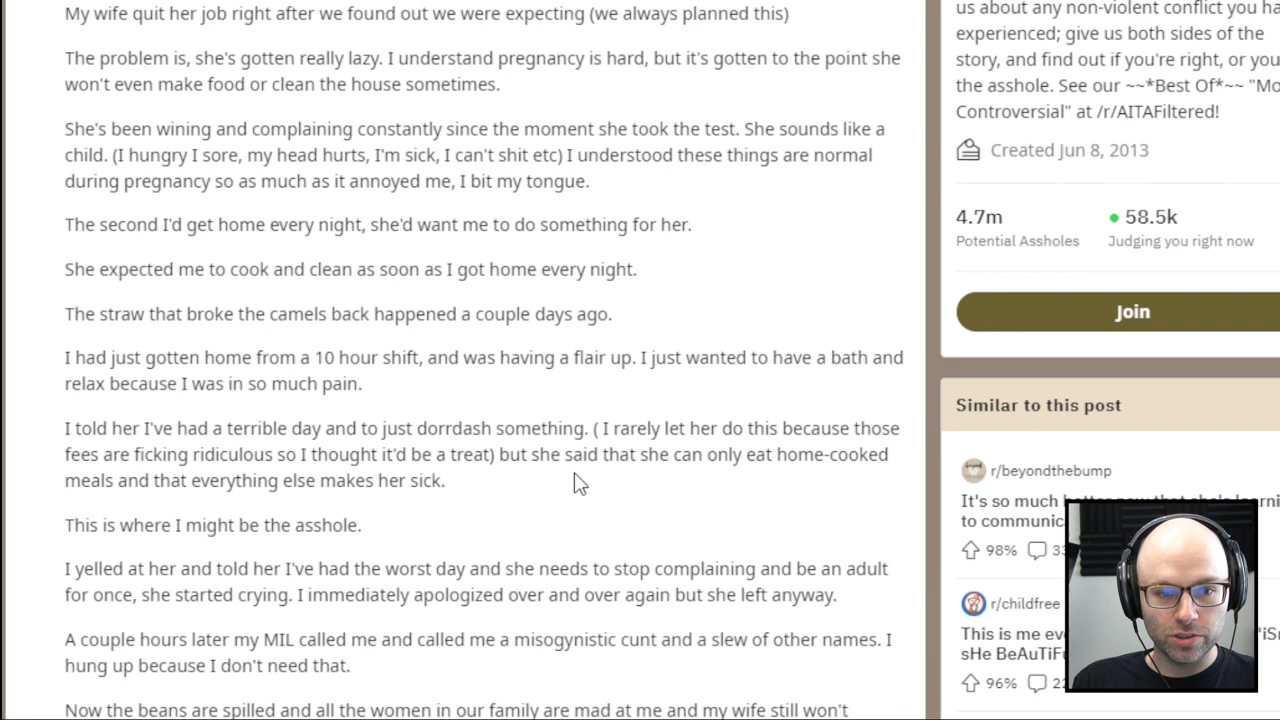 My wife quit her job right after we found out we were expecting (we always planned this)
The problem is, she's gotten really lazy. I understand pregnancy is hard, but it's gotten to the point she
won't even make food or clean the house sometimes.
She's been wining and complaining constantly since the moment she took the test. She sounds like a
child. (I hungry I sore, my head hurts, I'm sick, I can't shit etc) I understood these things are normal
during pregnancy so as much as it annoyed me, I bit my tongue.
The second I'd get home every night, she'd want me to do something for her.
She expected me to cook and clean as soon as I got home every night.
The straw that broke the camels back happened a couple days ago.
I had just gotten home from a 10 hour shift, and was having a flair up. I just wanted to have a bath and
relax because I was in so much pain.
I told her I've had a terrible day and to just dorrdash something. ( I rarely let her do this because those
fees are ficking ridiculous so I thought it'd be a treat) but she said that she can only eat home-cooked
meals and that everything else makes her sick.
This is where I might be the asshole.
I yelled at her and told her I've had the worst day and she needs to stop complaining and be an adult
for once, she started crying. I immediately apologized over and over again but she left anyway.
A couple hours later my MIL called me and called me a misogynistic cunt and a slew of other names. I
hung up because I don't need that.
Now the beans are spilled and all the women in our family are mad at me and my wife still won't
us about any non-violent conflict you ha
experienced; give us both sides of the
story, and find out if you're right, or you
the asshole. See our ~~*Best Of*~~ "Mo
Controversial" at /r/AITAFiltered!
Created Jun 8, 2013
4.7m
Potential Assholes
58.5k
Judging you right now
Join
Similar to this post
r/beyondthebump
It's so much better now that she's learni
to communic
98%
r/childfree
This is me eve
sHe BeAuTiF
96%